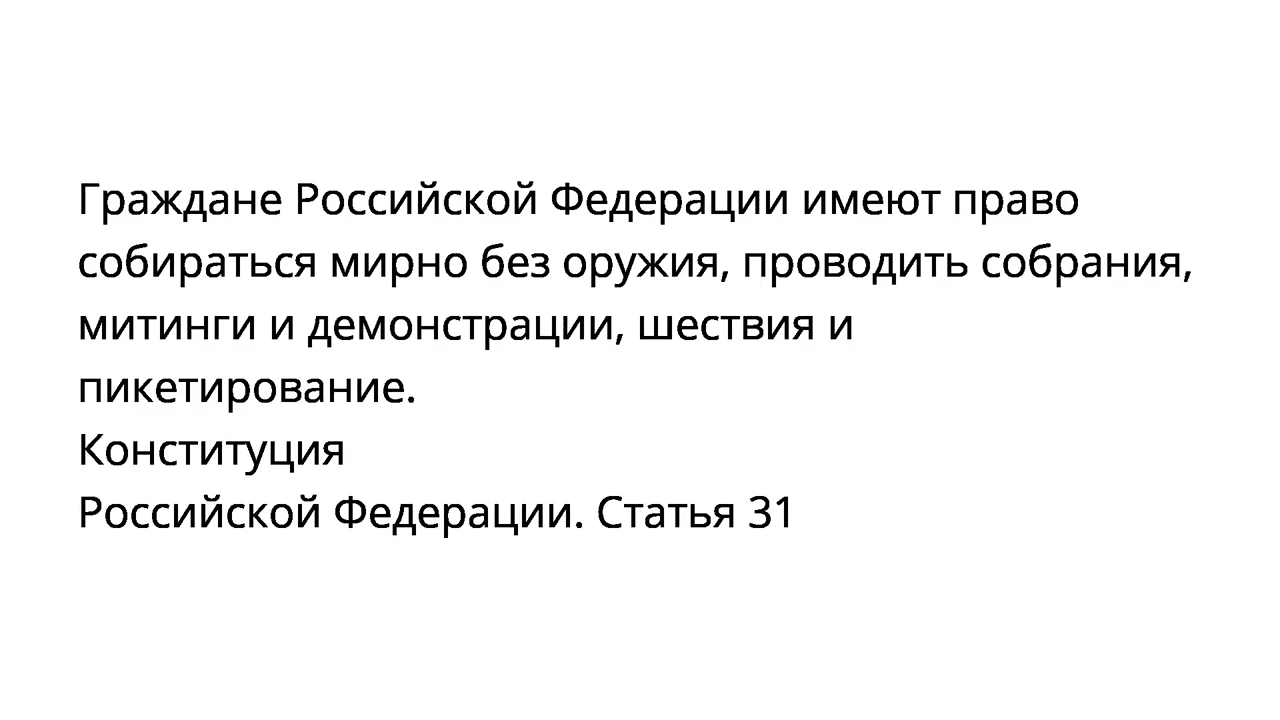 Граждане Российской Федерации имеют право
собираться мирно без оружия, проводить собрания,
митинги и демонстрации, шествия и
пикетирование.
Конституция
Российской Федерации. Статья 31